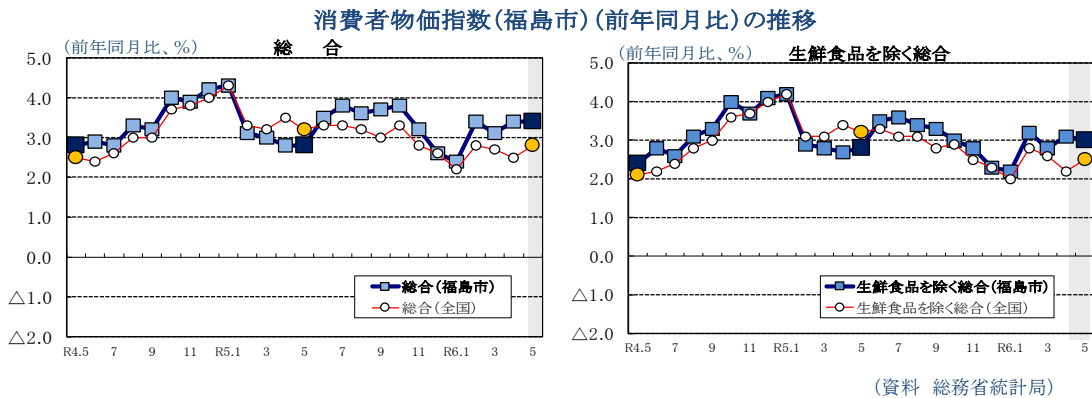 消費者物価指数(福島市)(前年同月比)の推移
(前年同月比、%)
総　合
5.0
4.0
3.0
2.0
1.0
0.0
△1.0
△2.0
総合(福島市)
総合(全国)
R4.5 7 9 11 R5.1 3 5 7 9 11 R6.1 3 5
(前年同月比、%)
生鮮食品を除く総合
5.0
4.0
3.0
2.0
1.0
0.0
△1.0
△2.0
生鮮食品を除く総合(福島市)
生鮮食品を除く総合(全国)
R4.5 7 9 11 R5.1 3 5 7 9 11 R6.1 3 5
(資料　総務省統計局)